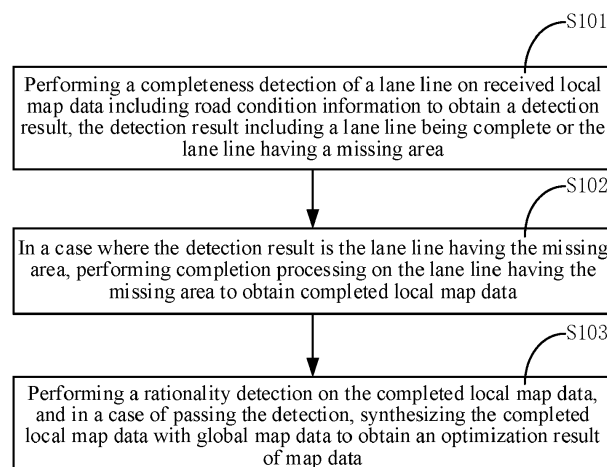 S101
Performing a completeness detection of a lane line on received local
map data including road condition information to obtain a detection
result, the detection result including a lane line being complete or the
lane line having a missing area
S102
In a case where the detection result is the lane line having the missing
area, performing completion processing on the lane line having the
missing area to obtain completed local map data
S103
Performing a rationality detection on the completed local map data,
and in a case of passing the detection, synthesizing the completed
local map data with global map data to obtain an optimization result
of map data